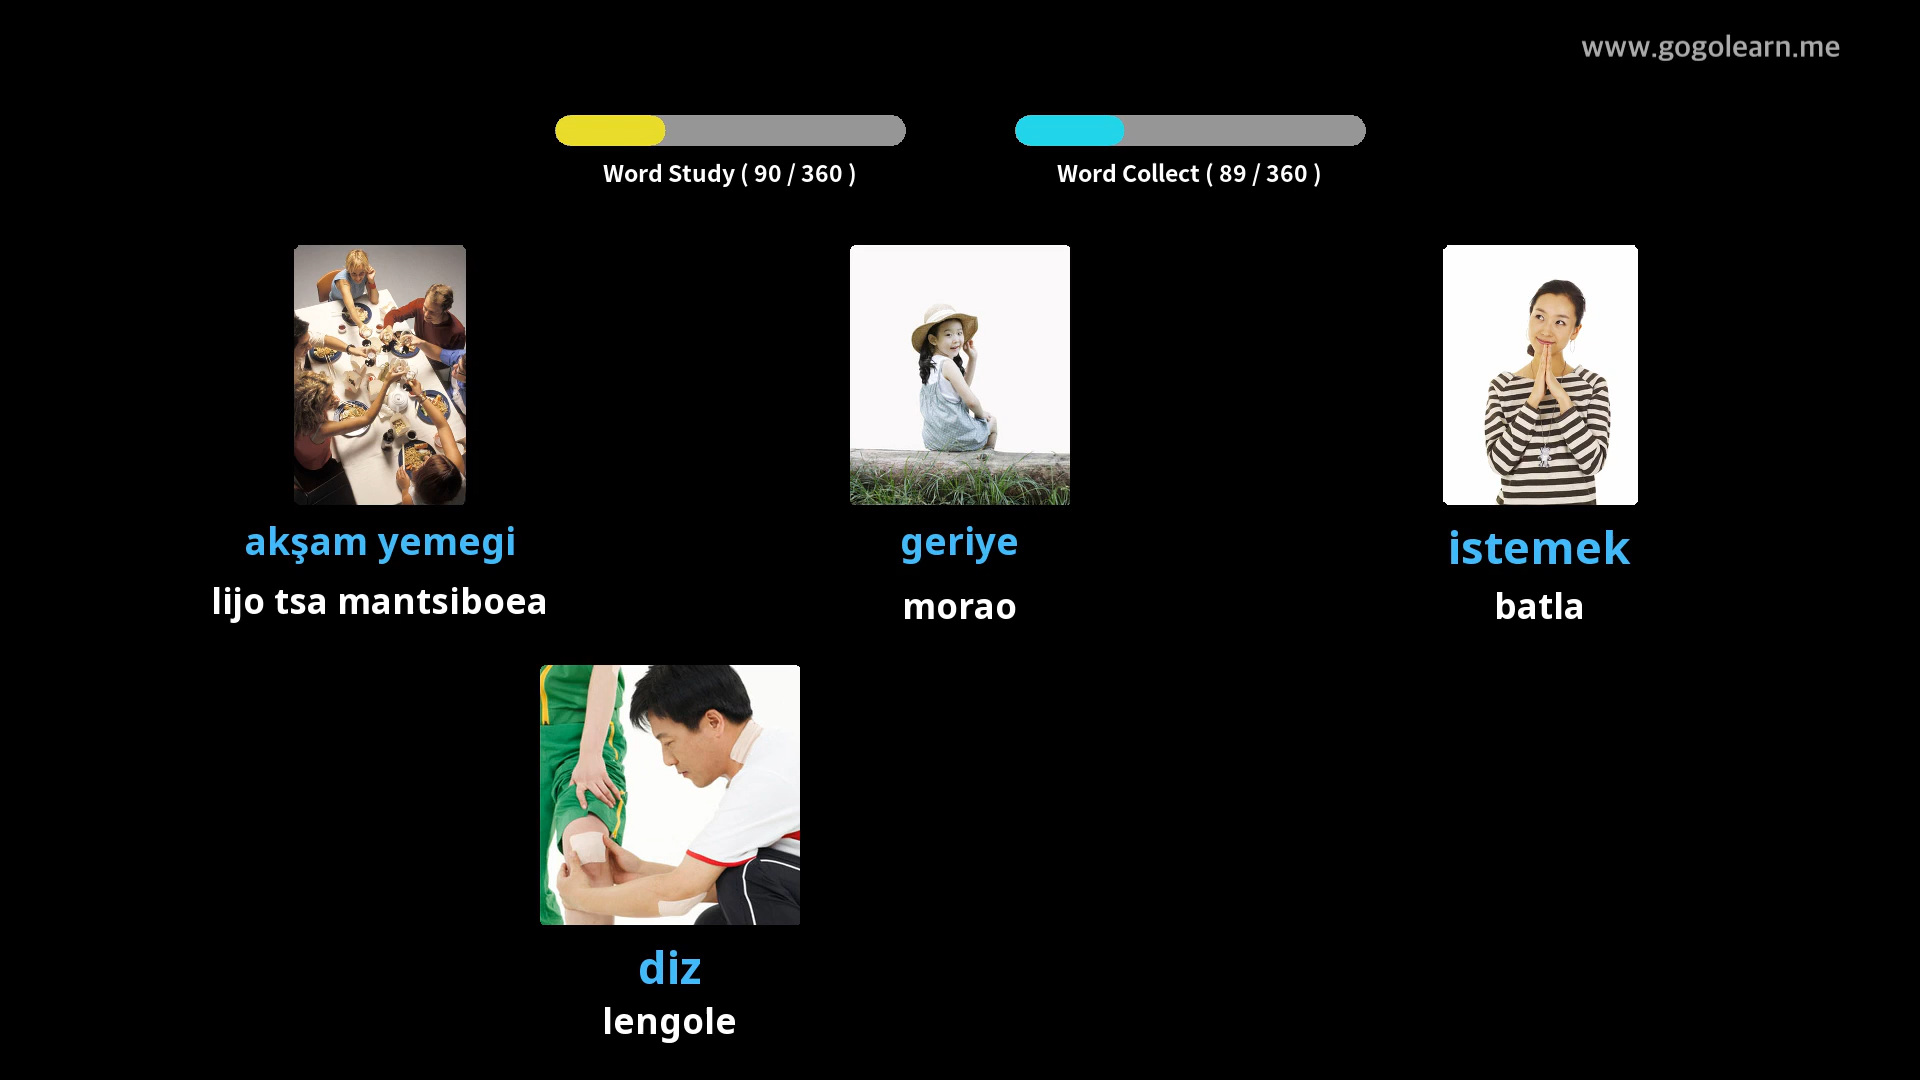 www.gogolearn.me
Word Study ( 90 / 360 )
Word Collect ( 89 / 360 )
akşam yemegi
lijo tsa mantsiboea
geriye
morao
istemek
batla
diz
lengole